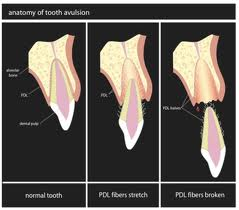 anatomy of tooth avulsion
alveolar
bone
PDL
dental pulp
PDL
PDL halves
normal tooth
PDL fibers stretch
PDL fibers broken